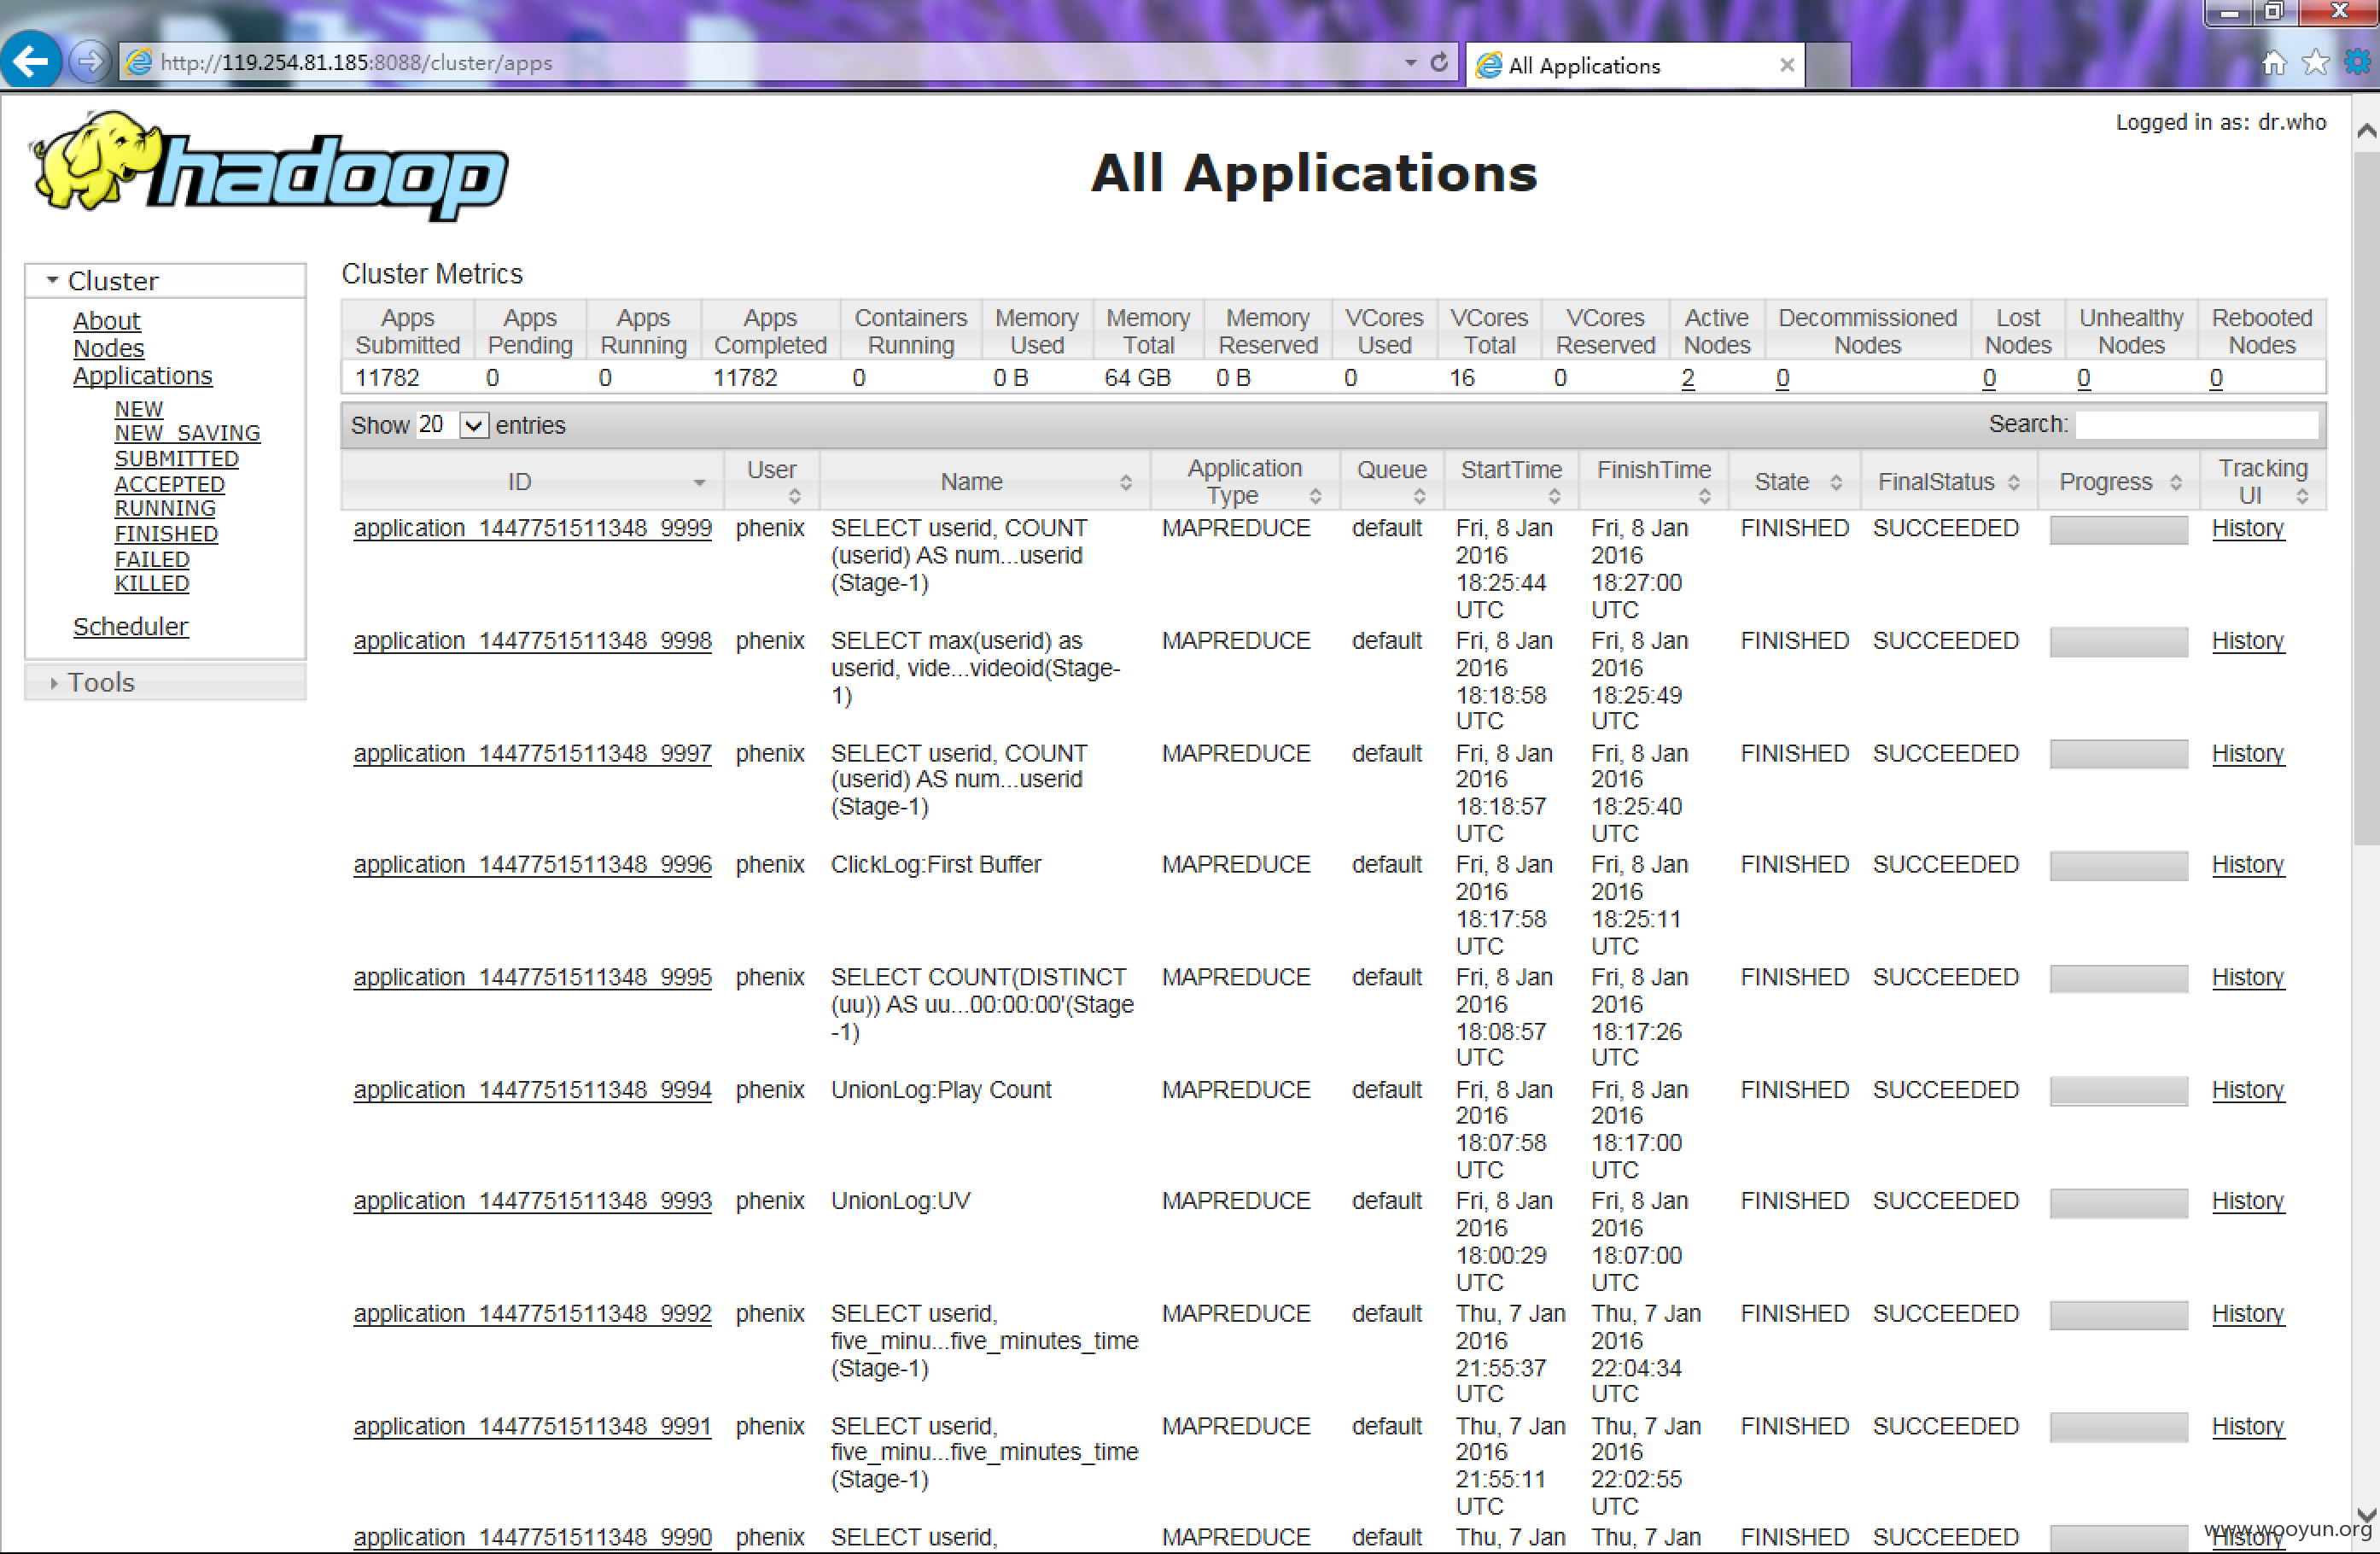 http://119.254.81.185:8088/cluster/apps
All Applications
Logged in as: dr.who
hadoop
All Applications
Cluster
About
Nodes
Applications
NEW
NEW_SAVING
SUBMITTED
ACCEPTED
RUNNING
FINISHED
FAILED
KILLED
Scheduler
Tools
Cluster Metrics
Apps Submitted Apps Pending Apps Running Apps Completed Containers Running Memory Used Memory Total Memory Reserved VCores Used VCores Total VCores Reserved Active Nodes Decommissioned Nodes Lost Nodes Unhealthy Nodes Rebooted Nodes
11782 0 0 11782 0 0 B 64 GB 0 B 0 16 0 2 0 0 0 0
Show 20 entries Search:
ID User Name Application Type Queue StartTime FinishTime State FinalStatus Progress Tracking UI
application_1447751511348_9999 phenix SELECT userid, COUNT (userid) AS num...userid (Stage-1) MAPREDUCE default Fri, 8 Jan 2016 18:25:44 UTC Fri, 8 Jan 2016 18:27:00 UTC FINISHED SUCCEEDED History
application_1447751511348_9998 phenix SELECT max(userid) as userid, vide...videoid(Stage-1) MAPREDUCE default Fri, 8 Jan 2016 18:18:58 UTC Fri, 8 Jan 2016 18:25:49 UTC FINISHED SUCCEEDED History
application_1447751511348_9997 phenix SELECT userid, COUNT (userid) AS num...userid (Stage-1) MAPREDUCE default Fri, 8 Jan 2016 18:18:57 UTC Fri, 8 Jan 2016 18:25:40 UTC FINISHED SUCCEEDED History
application_1447751511348_9996 phenix ClickLog:First Buffer MAPREDUCE default Fri, 8 Jan 2016 18:17:58 UTC Fri, 8 Jan 2016 18:25:11 UTC FINISHED SUCCEEDED History
application_1447751511348_9995 phenix SELECT COUNT(DISTINCT (uu)) AS uu...00:00:00'(Stage -1) MAPREDUCE default Fri, 8 Jan 2016 18:08:57 UTC Fri, 8 Jan 2016 18:17:26 UTC FINISHED SUCCEEDED History
application_1447751511348_9994 phenix UnionLog:Play Count MAPREDUCE default Fri, 8 Jan 2016 18:07:58 UTC Fri, 8 Jan 2016 18:17:00 UTC FINISHED SUCCEEDED History
application_1447751511348_9993 phenix UnionLog:UV MAPREDUCE default Fri, 8 Jan 2016 18:00:29 UTC Fri, 8 Jan 2016 18:07:00 UTC FINISHED SUCCEEDED History
application_1447751511348_9992 phenix SELECT userid, five_minu...five_minutes_time (Stage-1) MAPREDUCE default Thu, 7 Jan 2016 21:55:37 UTC Thu, 7 Jan 2016 22:04:34 UTC FINISHED SUCCEEDED History
application_1447751511348_9991 phenix SELECT userid, five_minu...five_minutes_time (Stage-1) MAPREDUCE default Thu, 7 Jan 2016 21:55:11 UTC Thu, 7 Jan 2016 22:02:55 UTC FINISHED SUCCEEDED History
application_1447751511348_9990 phenix SELECT userid, MAPREDUCE default Thu, 7 Jan Thu, 7 Jan FINISHED SUCCEEDED History
www.wooyun.org